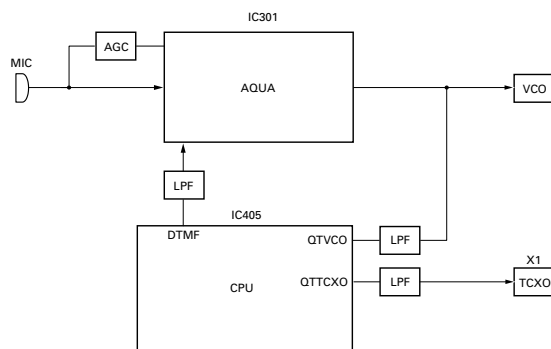 IC301
AGC
MIC
AQUA
VCO
LPF
IC405
DTMF
QTVCO
LPF
X1
QTTCXO
LPF
TCXO
CPU